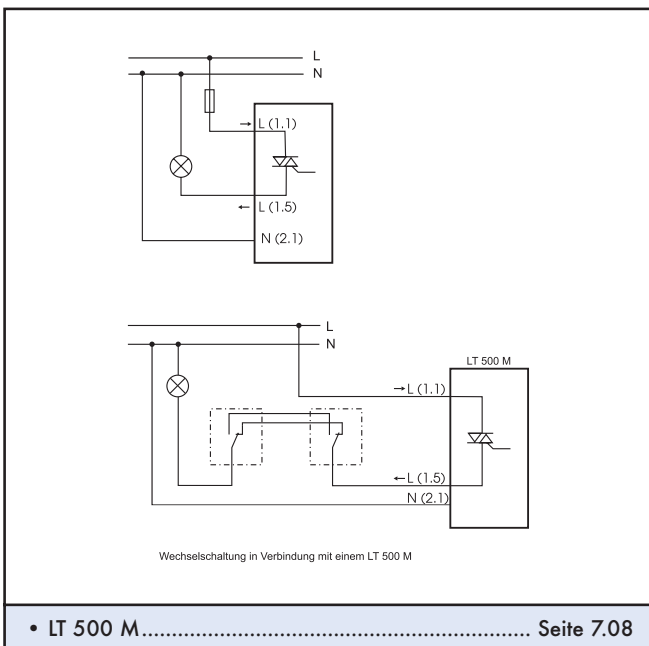 L
N
→ L (1.1)
← L (1.5)
N (2.1)
L
N
LT 500 M
→ L (1.1)
← L (1.5)
N (2.1)
Wechselschaltung in Verbindung mit einem LT 500 M
• LT 500 M................................................................ Seite 7.08